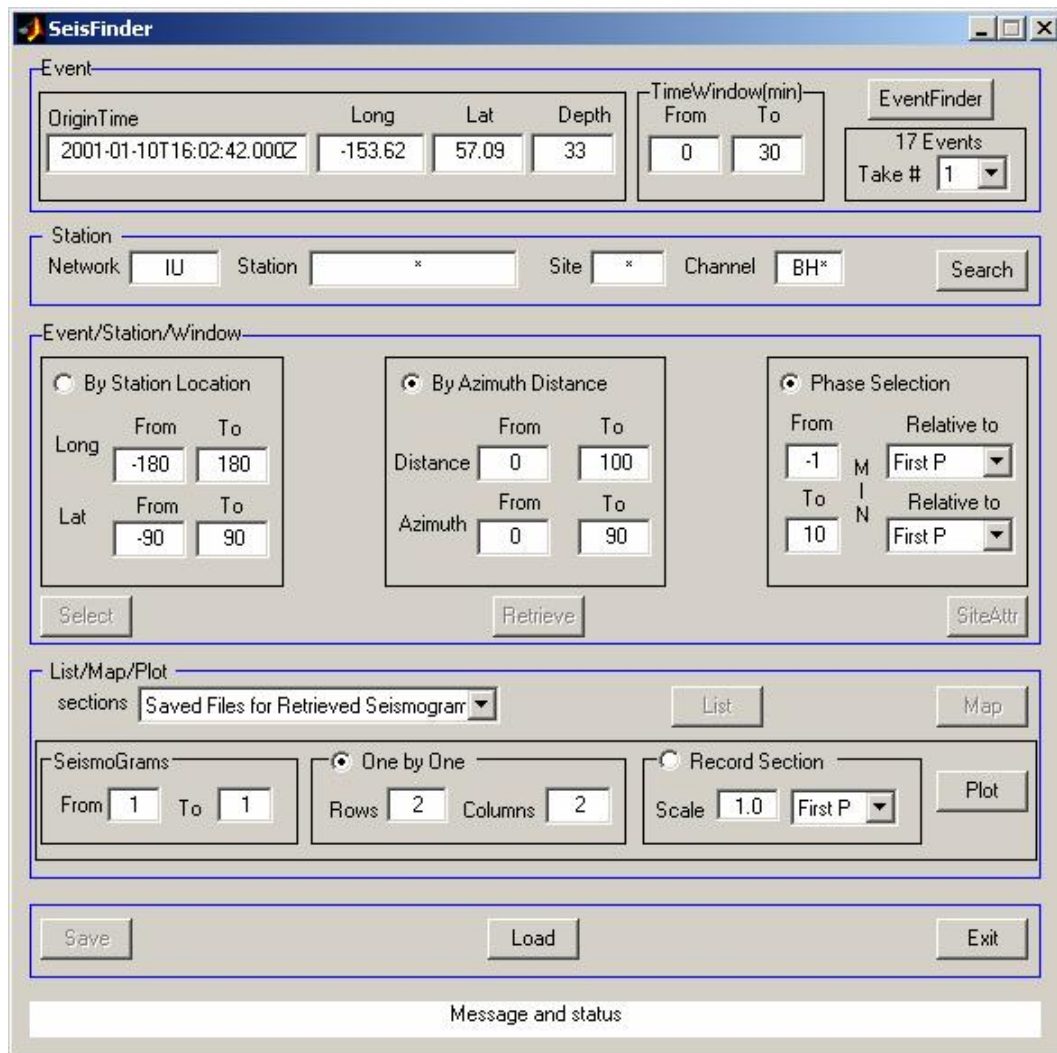 SeisFinder
Event
OriginTime Long Lat Depth
2001-01-10T16:02:42.000Z -153.62 57.09 33
TimeWindow(min)
From To
0 30
EventFinder
17 Events
Take # 1
Station
Network IU Station * Site * Channel BH* Search
Event/Station/Window
By Station Location
From To
Long -180 180
From To
Lat -90 90
By Azimuth Distance
From To
Distance 0 100
From To
Azimuth 0 90
Phase Selection
From Relative to
-1 First P
MIN
To Relative to
10 First P
Select Retrieve SiteAttr
List/Map/Plot
sections Saved Files for Retrieved Seismogram List Map
SeismoGrams
From 1 To 1
One by One
Rows 2 Columns 2
Record Section
Scale 1.0 First P
Plot
Save Load Exit
Message and status